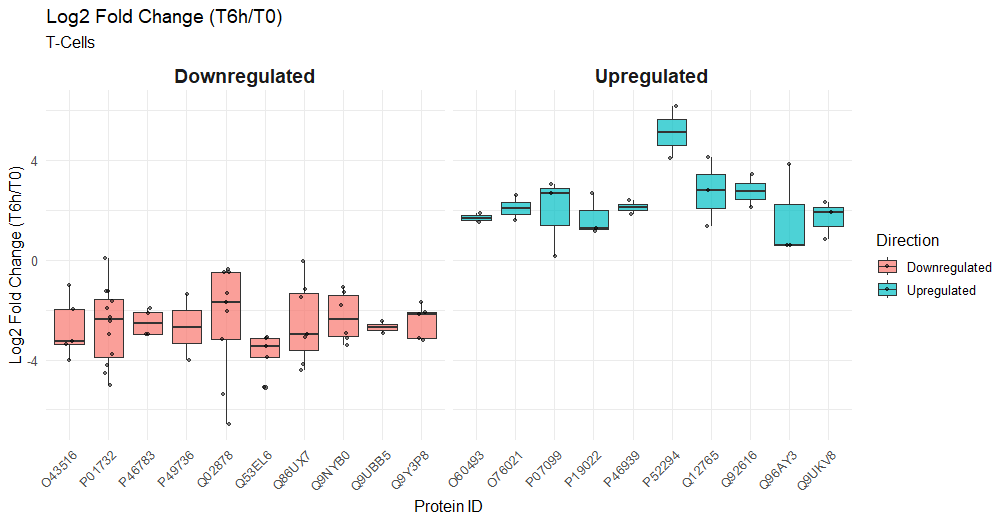 Log2 Fold Change (T6h/T0)
T-Cells
Downregulated
Upregulated
Log2 Fold Change (T6h/T0)
4
0
-4
O43516
P01732
P46783
P49736
Q02878
Q53EL6
Q86UX7
Q9NYB0
Q9UBB5
Q9Y3P8
O60493
O76021
P07099
P19022
P46939
P52294
Q12765
Q92616
Q96AY3
Q9UKV8
Protein ID
Direction
Downregulated
Upregulated